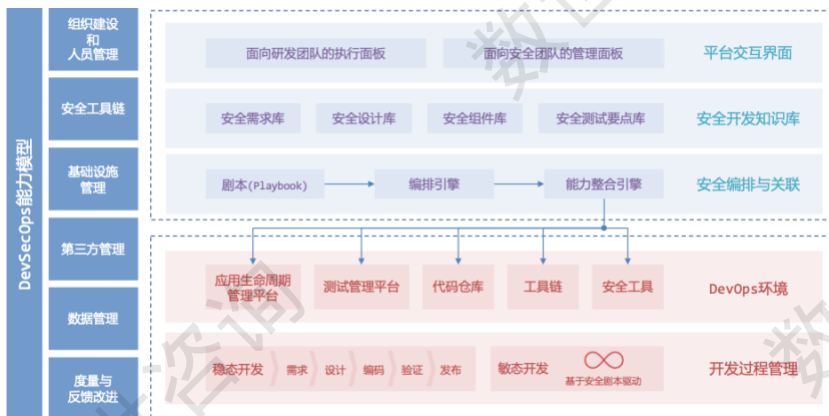 DevSecOps能力模型
组织建设
和
人员管理
安全工具链
基础设施
管理
第三方管理
数据管理
度量与
反馈改进
面向研发团队的执行面板
面向安全团队的管理面板
平台交互界面
安全需求库
安全设计库
安全组件库
安全测试要点库
安全开发知识库
剧本(Playbook)
编排引擎
能力整合引擎
安全编排与关联
应用生命周期
管理平台
测试管理平台
代码仓库
工具链
安全工具
DevOps环境
稳态开发
需求
设计
编码
验证
发布
敏态开发
基于安全剧本驱动
开发过程管理
咨询